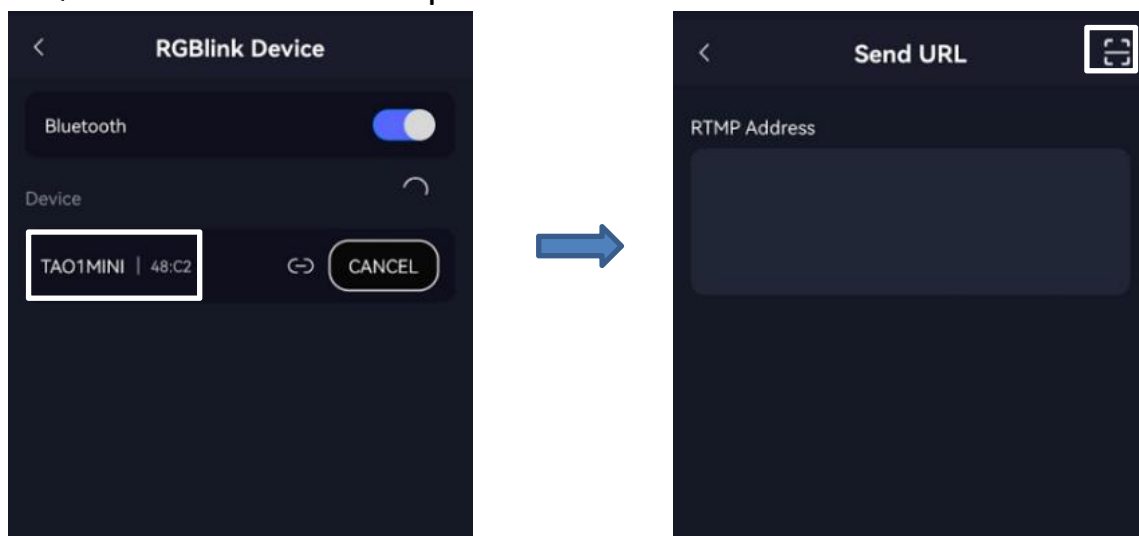 RGBlink Device
Bluetooth
Device
TAO1MINI | 48:C2
CANCEL
Send URL
RTMP Address